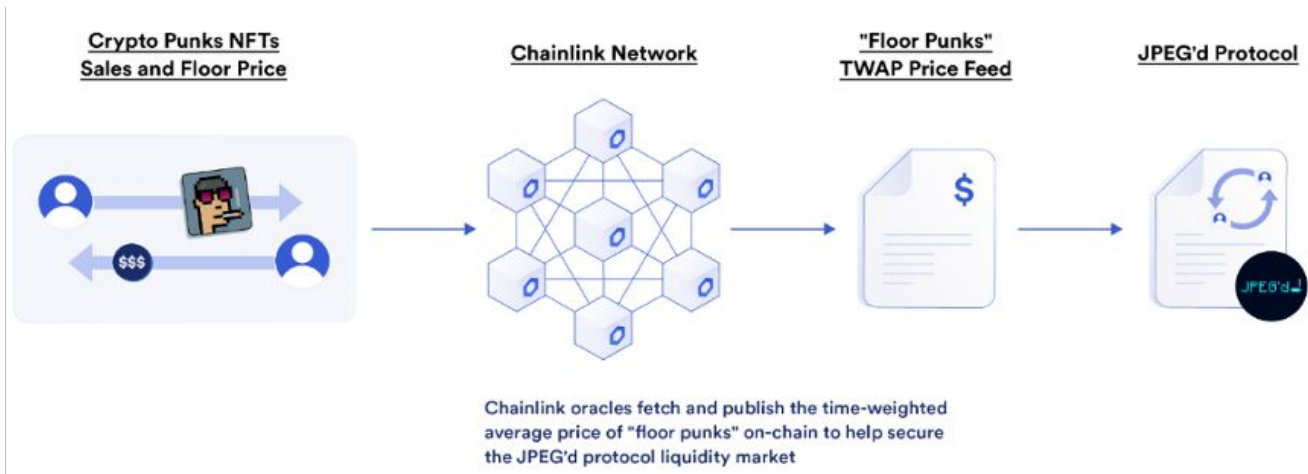 Crypto Punks NFTs
Sales and Floor Price
Chainlink Network
"Floor Punks"
TWAP Price Feed
JPEG'd Protocol
$$$
$
JPEG'd
Chainlink oracles fetch and publish the time-weighted
average price of "floor punks" on-chain to help secure
the JPEG'd protocol liquidity market